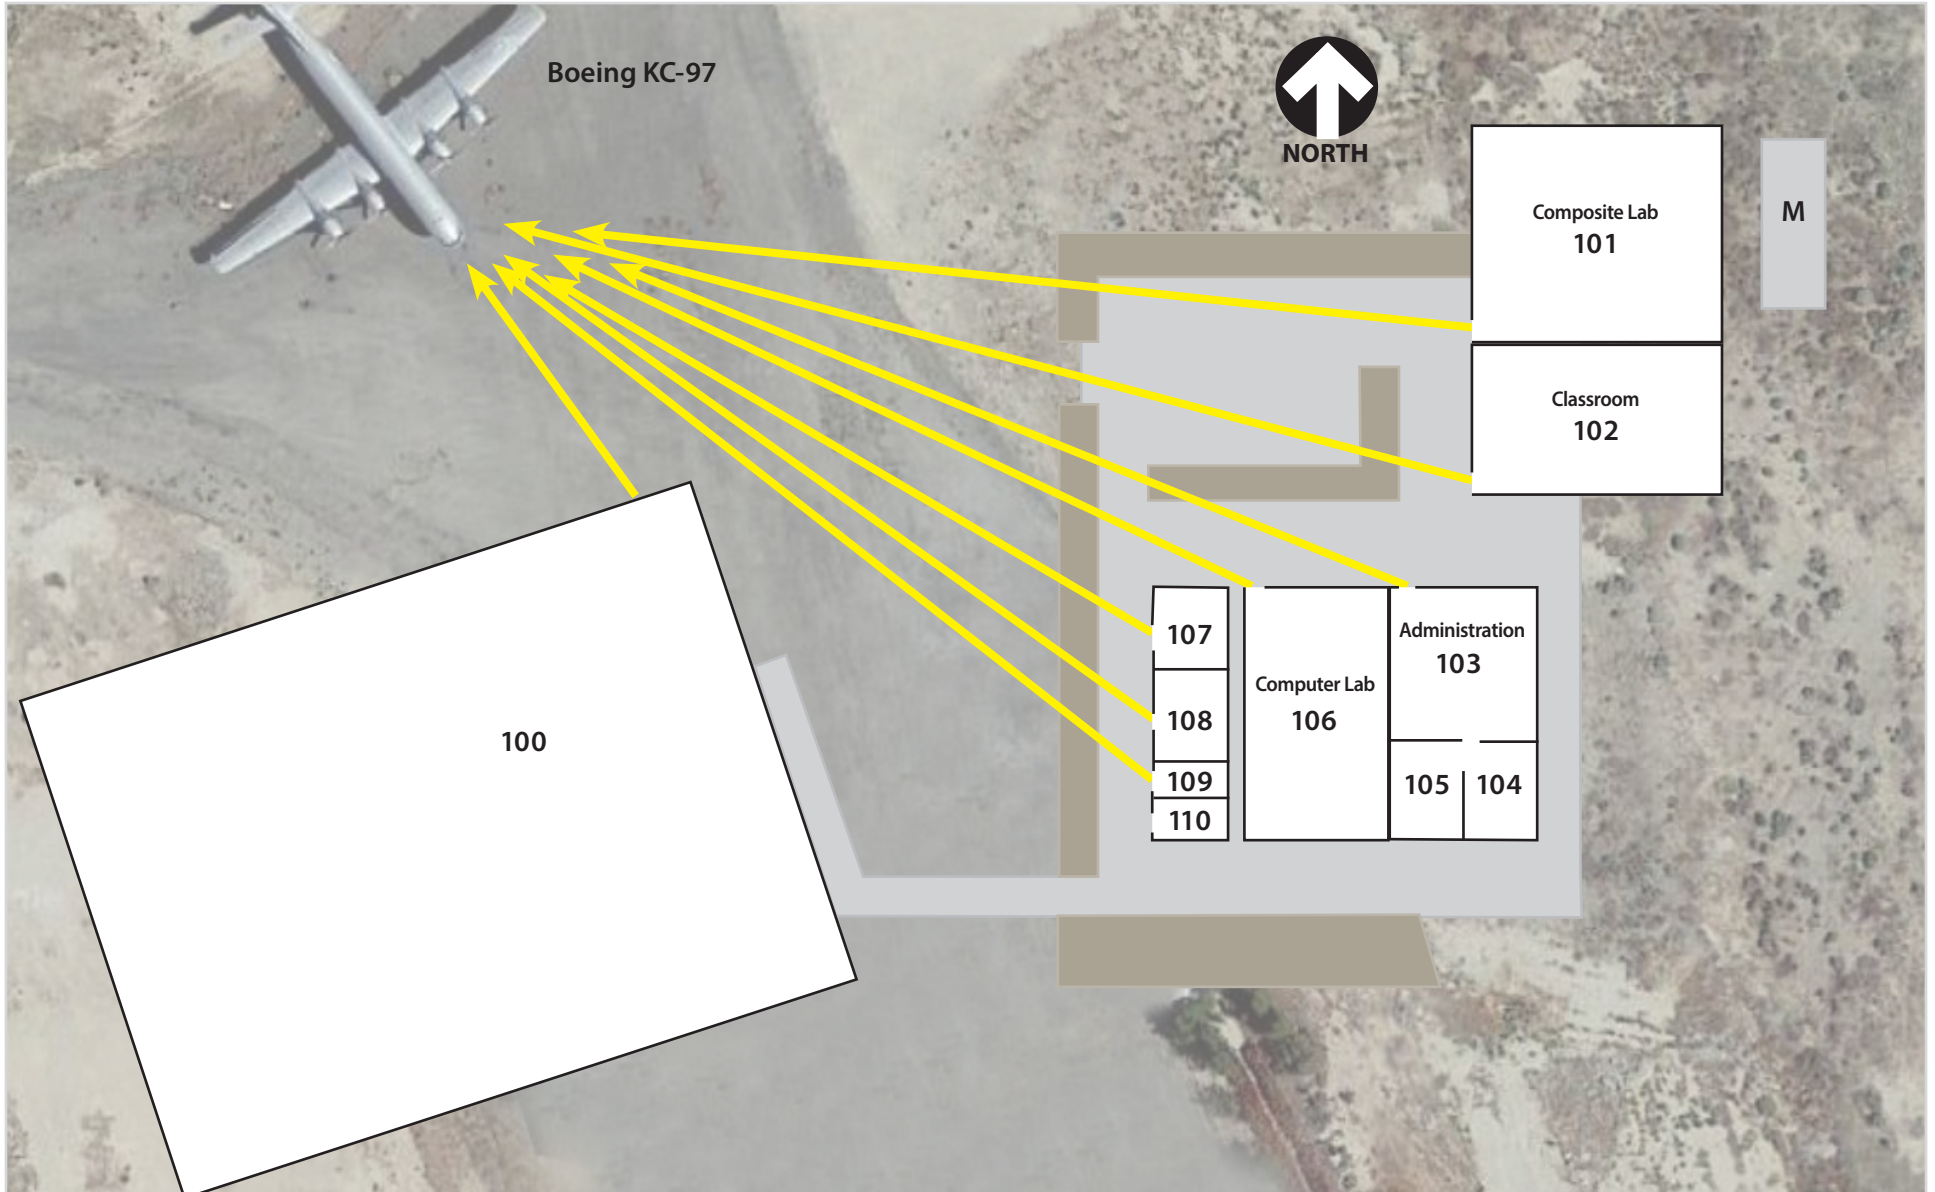 Boeing KC-97
NORTH
Composite Lab
101
M
Classroom
102
107
108
109
110
Computer Lab
106
Administration
103
105
104
100